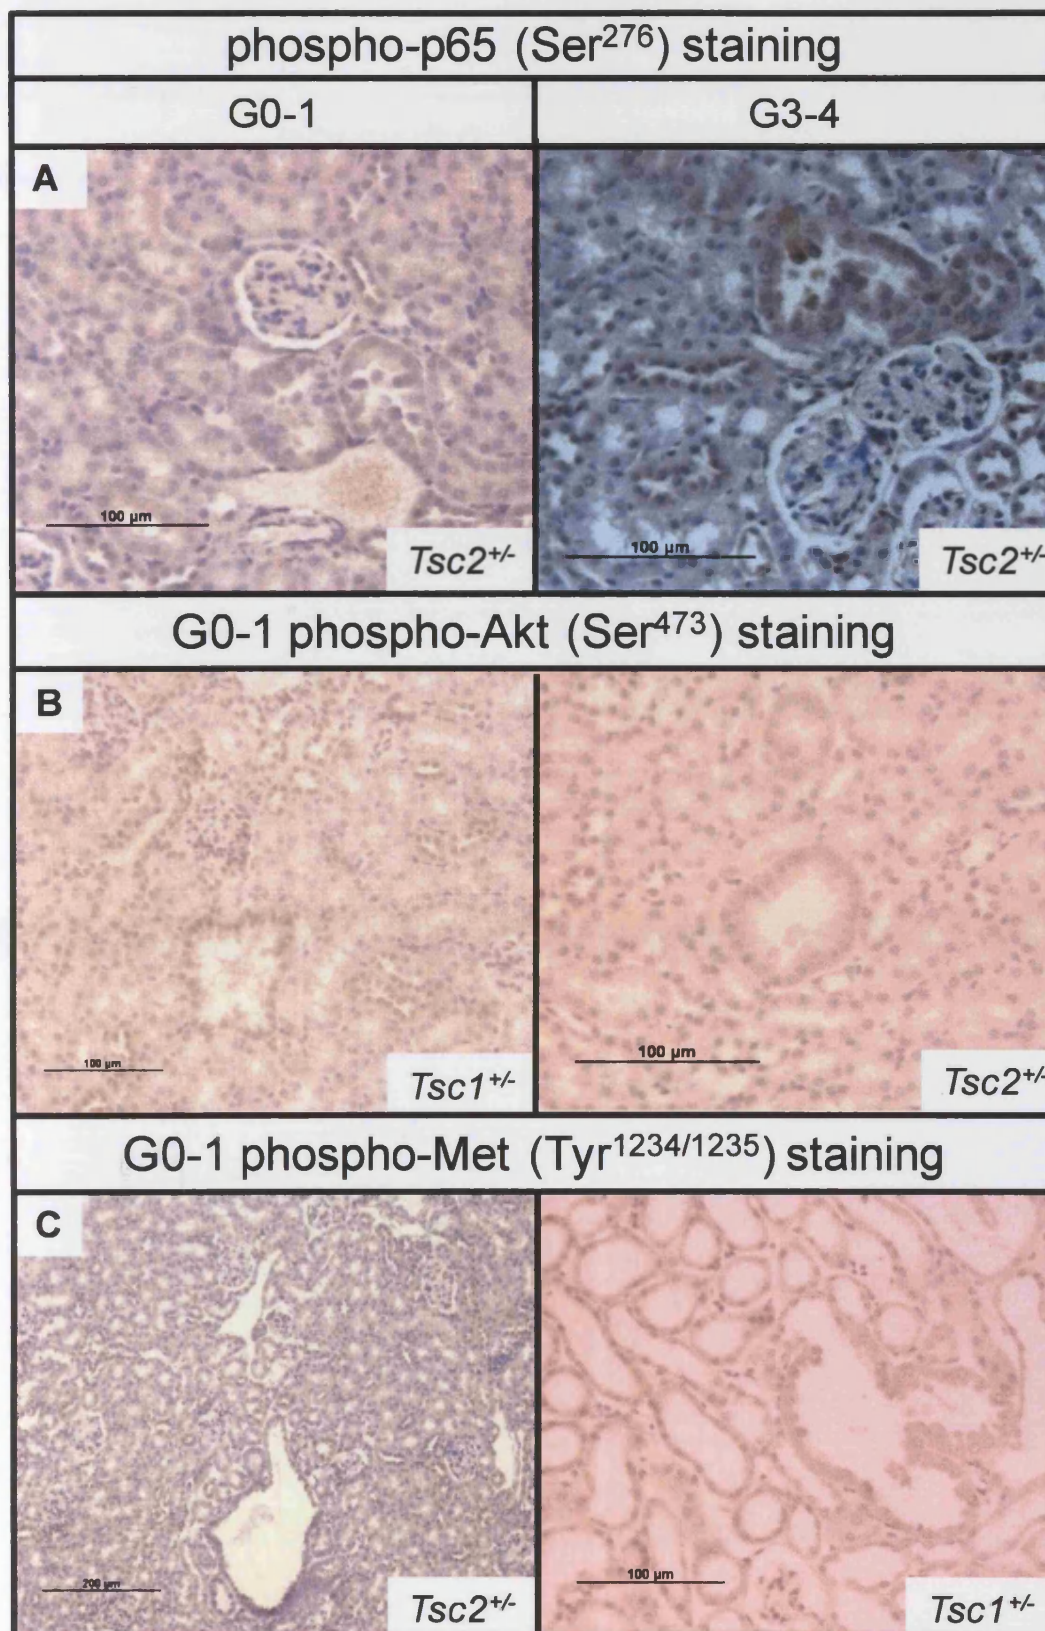 phospho-p65 (Ser276) staining
G0-1 G3-4
A
100 µm 100 µm
Tsc2+/- Tsc2+/-
G0-1 phospho-Akt (Ser473) staining
B
100 µm 100 µm
Tsc1+/- Tsc2+/-
G0-1 phospho-Met (Tyr1234/1235) staining
C
200 µm 100 µm
Tsc2+/- Tsc1+/-